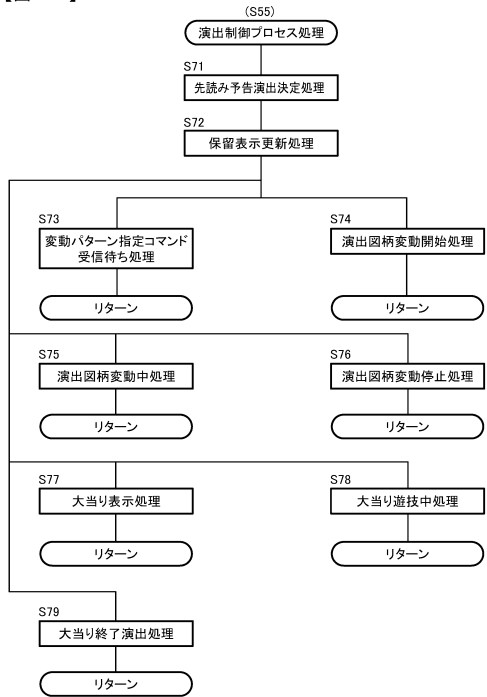 (S55)
演出制御プロセス処理
S71
先読み予告演出決定処理
S72
保留表示更新処理
S73
変動パターン指定コマンド
受信待ち処理
リターン
S74
演出図柄変動開始処理
リターン
S75
演出図柄変動中処理
リターン
S76
演出図柄変動停止処理
リターン
S77
大当り表示処理
リターン
S78
大当り遊技中処理
リターン
S79
大当り終了演出処理
リターン